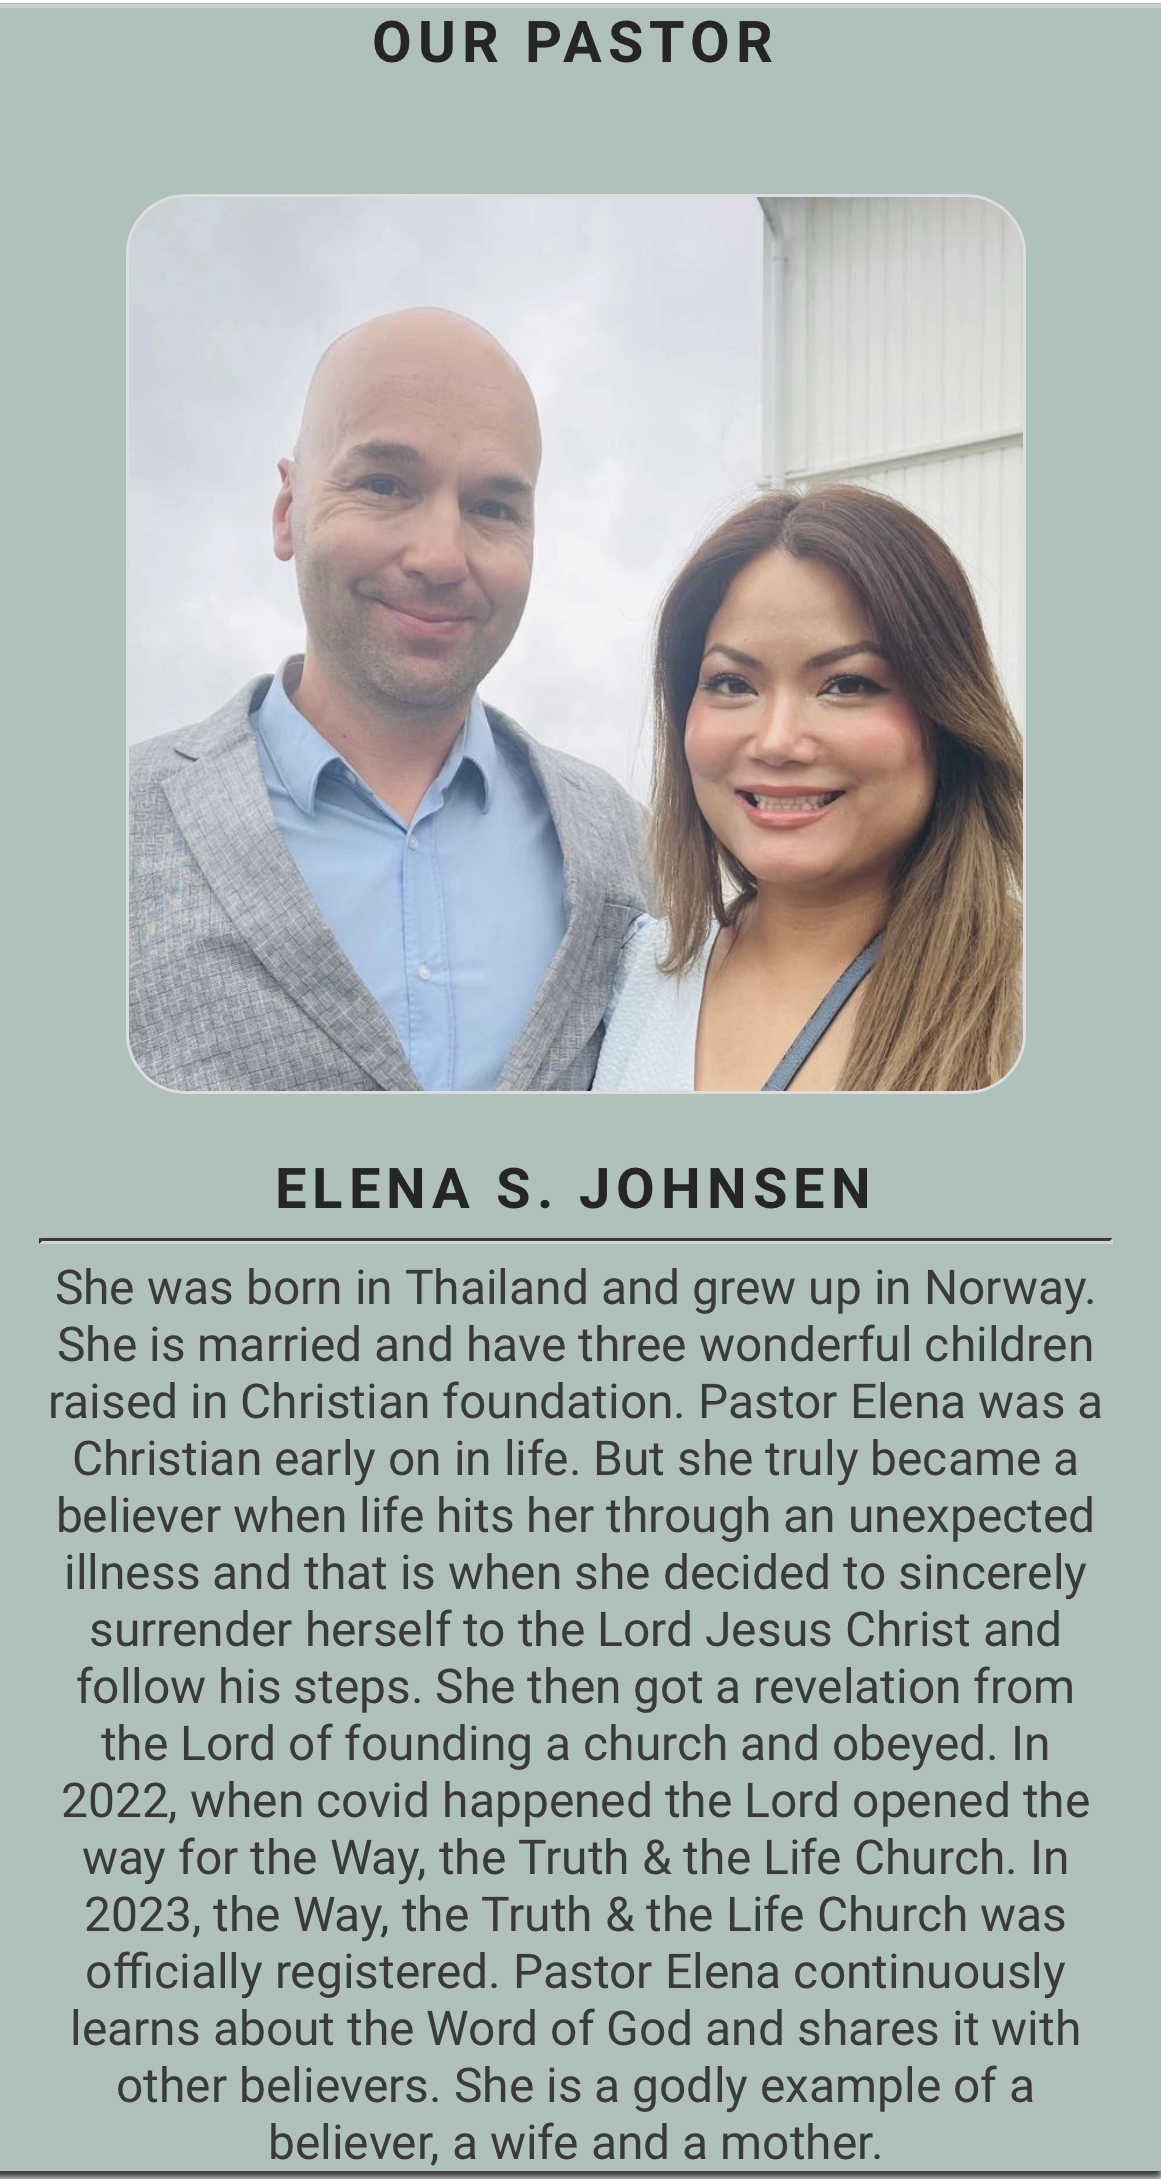 OUR PASTOR
ELENA S. JOHNSEN
She was born in Thailand and grew up in Norway.
She is married and have three wonderful children
raised in Christian foundation. Pastor Elena was a
Christian early on in life. But she truly became a
believer when life hits her through an unexpected
illness and that is when she decided to sincerely
surrender herself to the Lord Jesus Christ and
follow his steps. She then got a revelation from
the Lord of founding a church and obeyed. In
2022, when covid happened the Lord opened the
way for the Way, the Truth & the Life Church. In
2023, the Way, the Truth & the Life Church was
officially registered. Pastor Elena continuously
learns about the Word of God and shares it with
other believers. She is a godly example of a
believer, a wife and a mother.